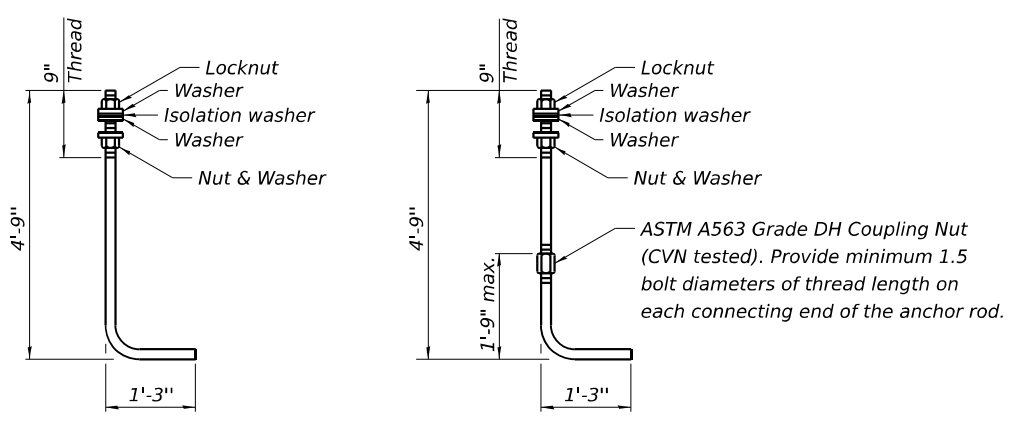 9"
Thread
Locknut
Washer
Isolation washer
Washer
Nut & Washer
4'-9"
1'-3"
9"
Thread
Locknut
Washer
Isolation washer
Washer
Nut & Washer
4'-9"
ASTM A563 Grade DH Coupling Nut
(CVN tested). Provide minimum 1.5
bolt diameters of thread length on
each connecting end of the anchor rod.
1'-9" max.
1'-3"